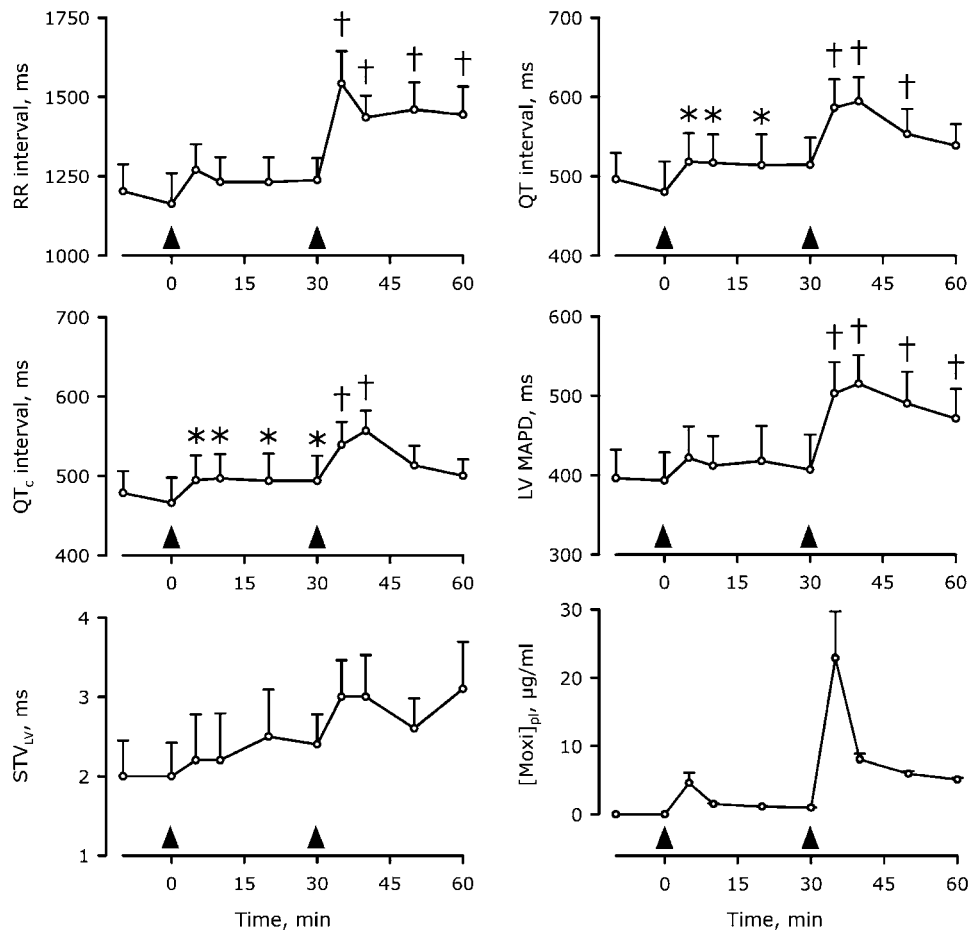 RR interval, ms
1750
1500
1250
1000
0 15 30 45 60
† † † †
QT interval, ms
700
600
500
400
0 15 30 45 60
* * * † † †
QTc interval, ms
700
600
500
400
0 15 30 45 60
* * * * † †
LV MAPD, ms
600
500
400
300
0 15 30 45 60
† † † †
STVLV, ms
4
3
2
1
0 15 30 45 60
Time, min
[Moxi]pl, µg/ml
30
20
10
0
0 15 30 45 60
Time, min